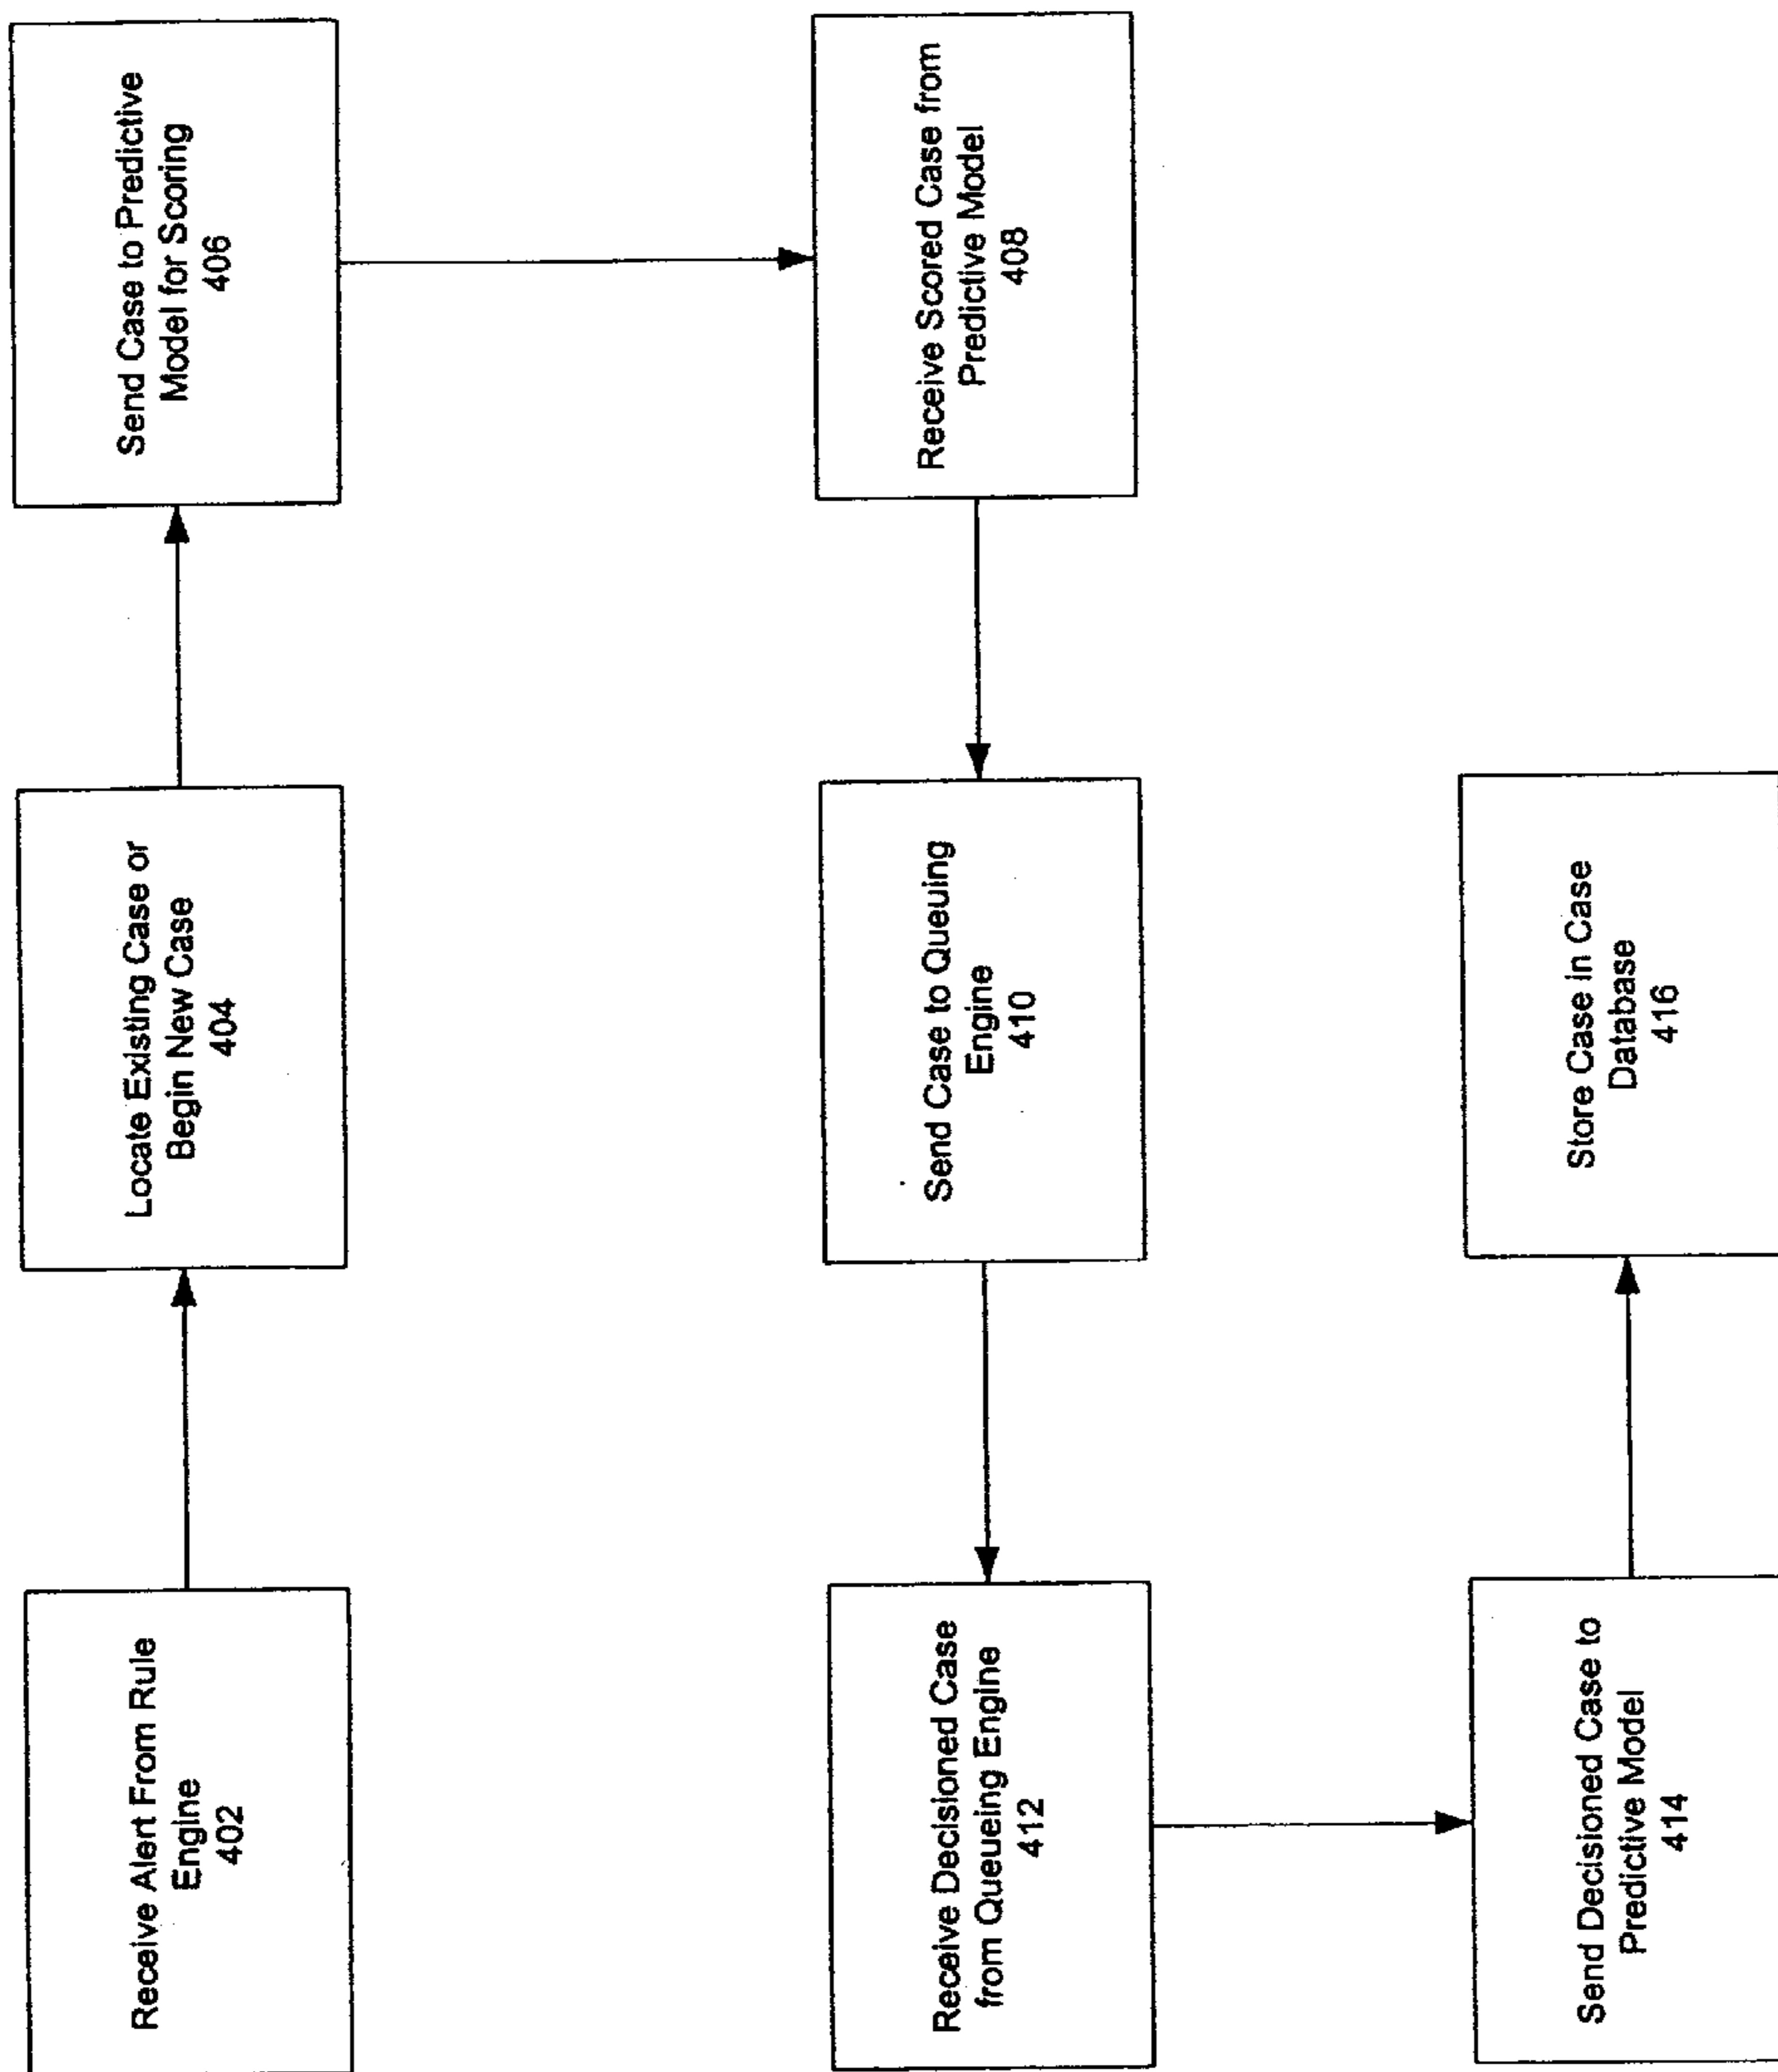 Receive Alert From Rule
Engine
402
Locate Existing Case or
Begin New Case
404
Send Case to Predictive
Model for Scoring
406
Receive Scored Case from
Predictive Model
408
Send Case to Queuing
Engine
410
Receive Decisioned Case
from Queueing Engine
412
Send Decisioned Case to
Predictive Model
414
Store Case in Case
Database
416